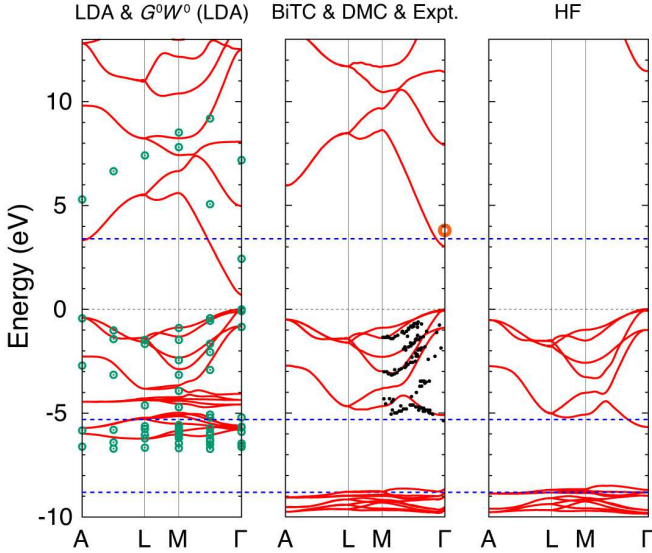 LDA & G⁰W⁰ (LDA) BiTC & DMC & Expt. HF
Energy (eV)
10
5
0
-5
-10
A L M Γ A L M Γ A L M Γ